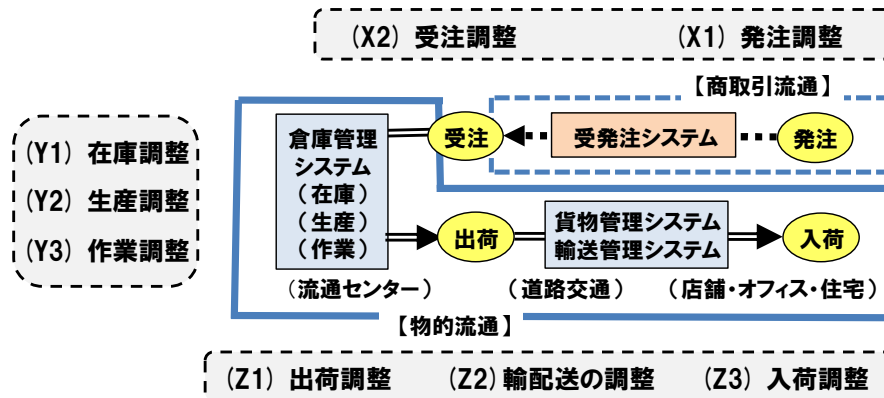 (X2) 受注調整
(X1) 発注調整
【商取引流通】
(Y1) 在庫調整
(Y2) 生産調整
(Y3) 作業調整
倉庫管理
システム
(在庫)
(生産)
(作業)
受注
受発注システム
発注
出荷
貨物管理システム
輸送管理システム
入荷
(流通センター)
(道路交通)
(店舗・オフィス・住宅)
【物的流通】
(Z1) 出荷調整
(Z2) 輸配送の調整
(Z3) 入荷調整